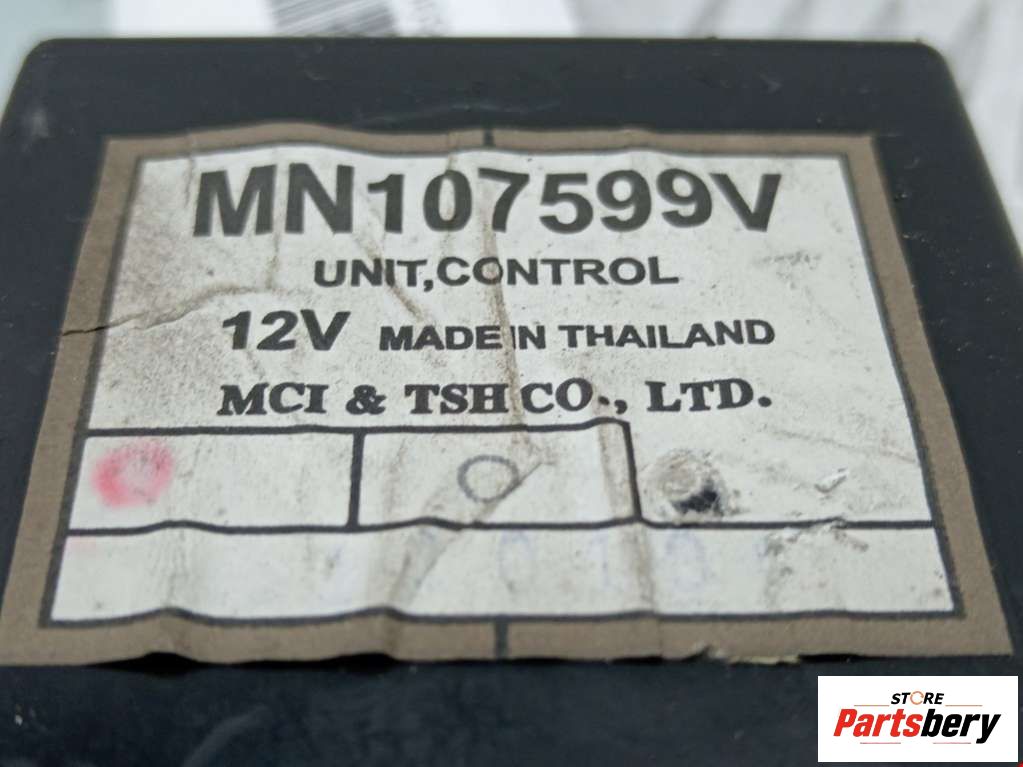 MN107599V
UNIT,CONTROL
12V MADE IN THAILAND
MCI & TSH CO., LTD.
STORE
Partsbery